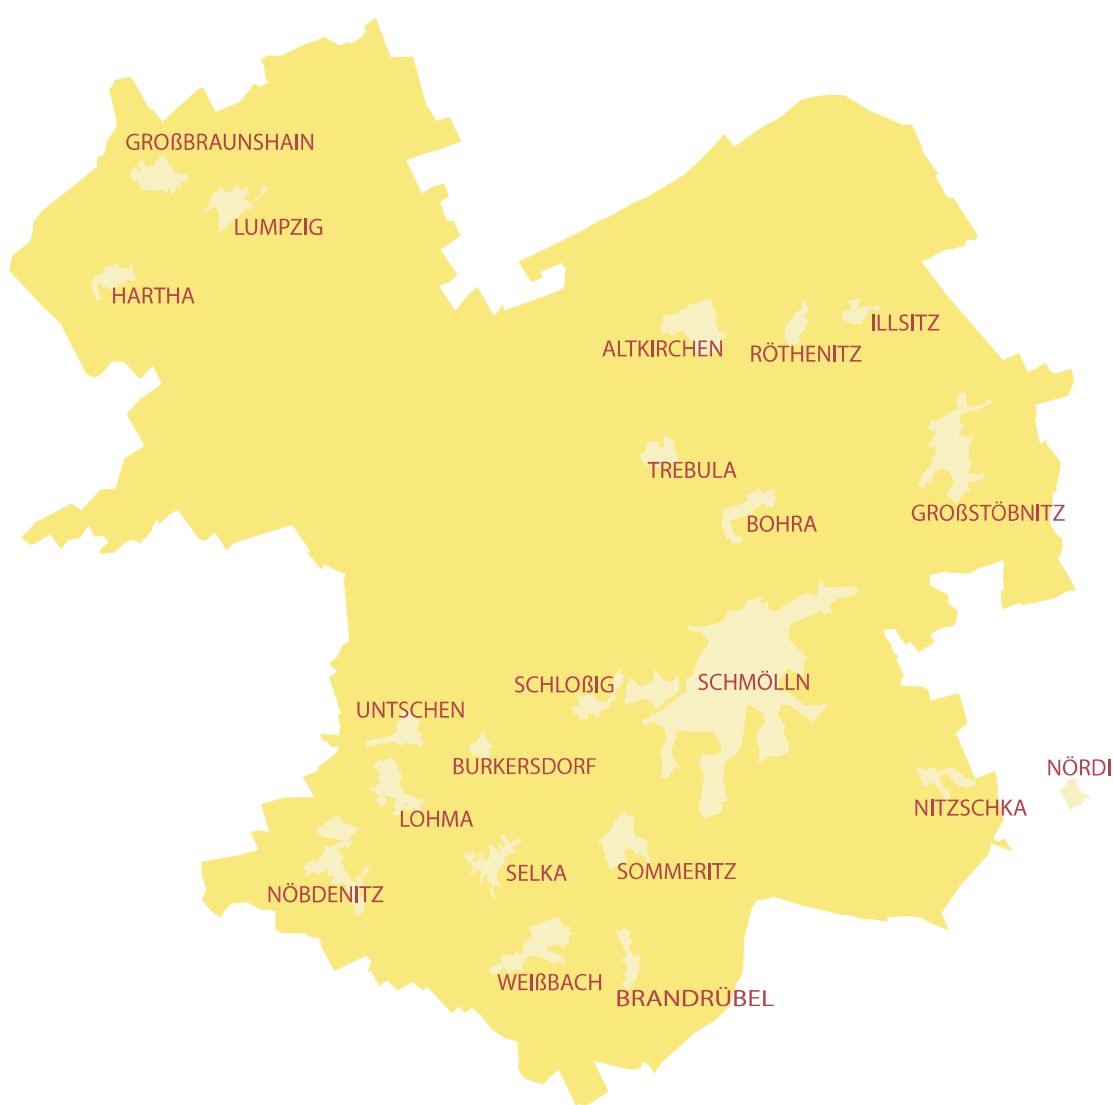 GROßBRAUNSHAIN
LUMPZIG
HARTHA
ILLSITZ
ALTKIRCHEN
RÖTHENITZ
TREBULA
GROßSTÖBNITZ
BOHRA
SCHLOßIG
SCHMÖLLN
UNTSCHEN
BURKERSDORF
NÖRDI
NITZSCHKA
LOHMA
SELKA
SOMMERITZ
NÖBDENITZ
WEIßBACH
BRANDRÜBEL